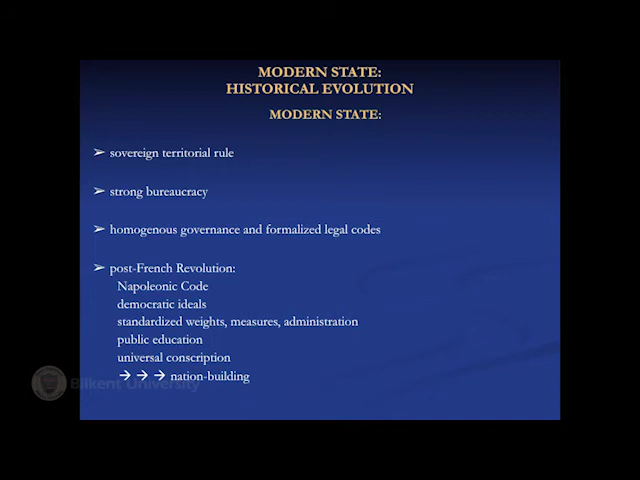 MODERN STATE:
HISTORICAL EVOLUTION
MODERN STATE:
➢ sovereign territorial rule
➢ strong bureaucracy
➢ homogenous governance and formalized legal codes
➢ post-French Revolution:
Napoleonic Code
democratic ideals
standardized weights, measures, administration
public education
universal conscription
→ → → nation-building
Bilkent University